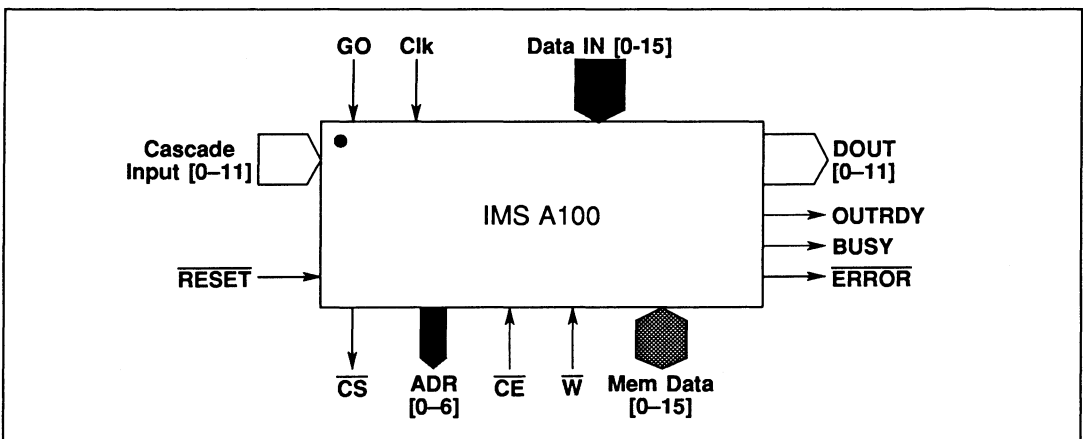 GO Clk Data IN [0-15]
Cascade
Input [0–11]
DOUT
[0–11]
IMS A100
OUTRDY
BUSY
RESET
ERROR
CS ADR CE W Mem Data
[0–6] [0–15]